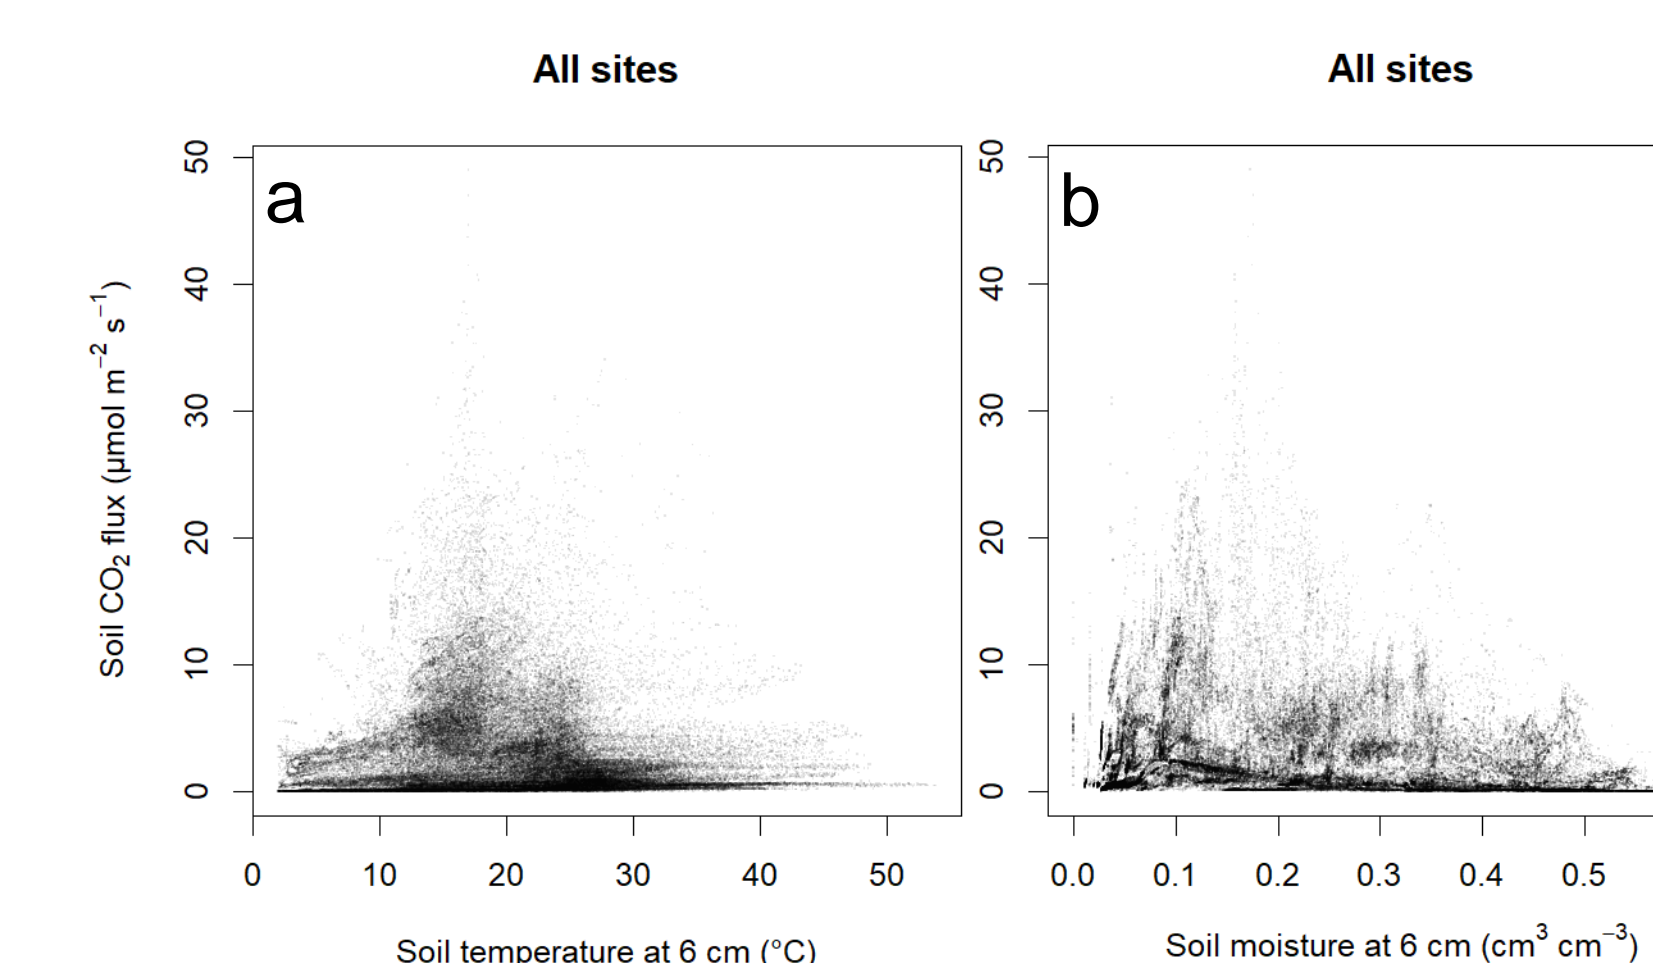 All sites
a
50
40
30
20
10
0
Soil CO₂ flux (μmol m⁻² s⁻¹)
0 10 20 30 40 50
Soil temperature at 6 cm (°C)
All sites
b
50
40
30
20
10
0
0.0 0.1 0.2 0.3 0.4 0.5
Soil moisture at 6 cm (cm³ cm⁻³)